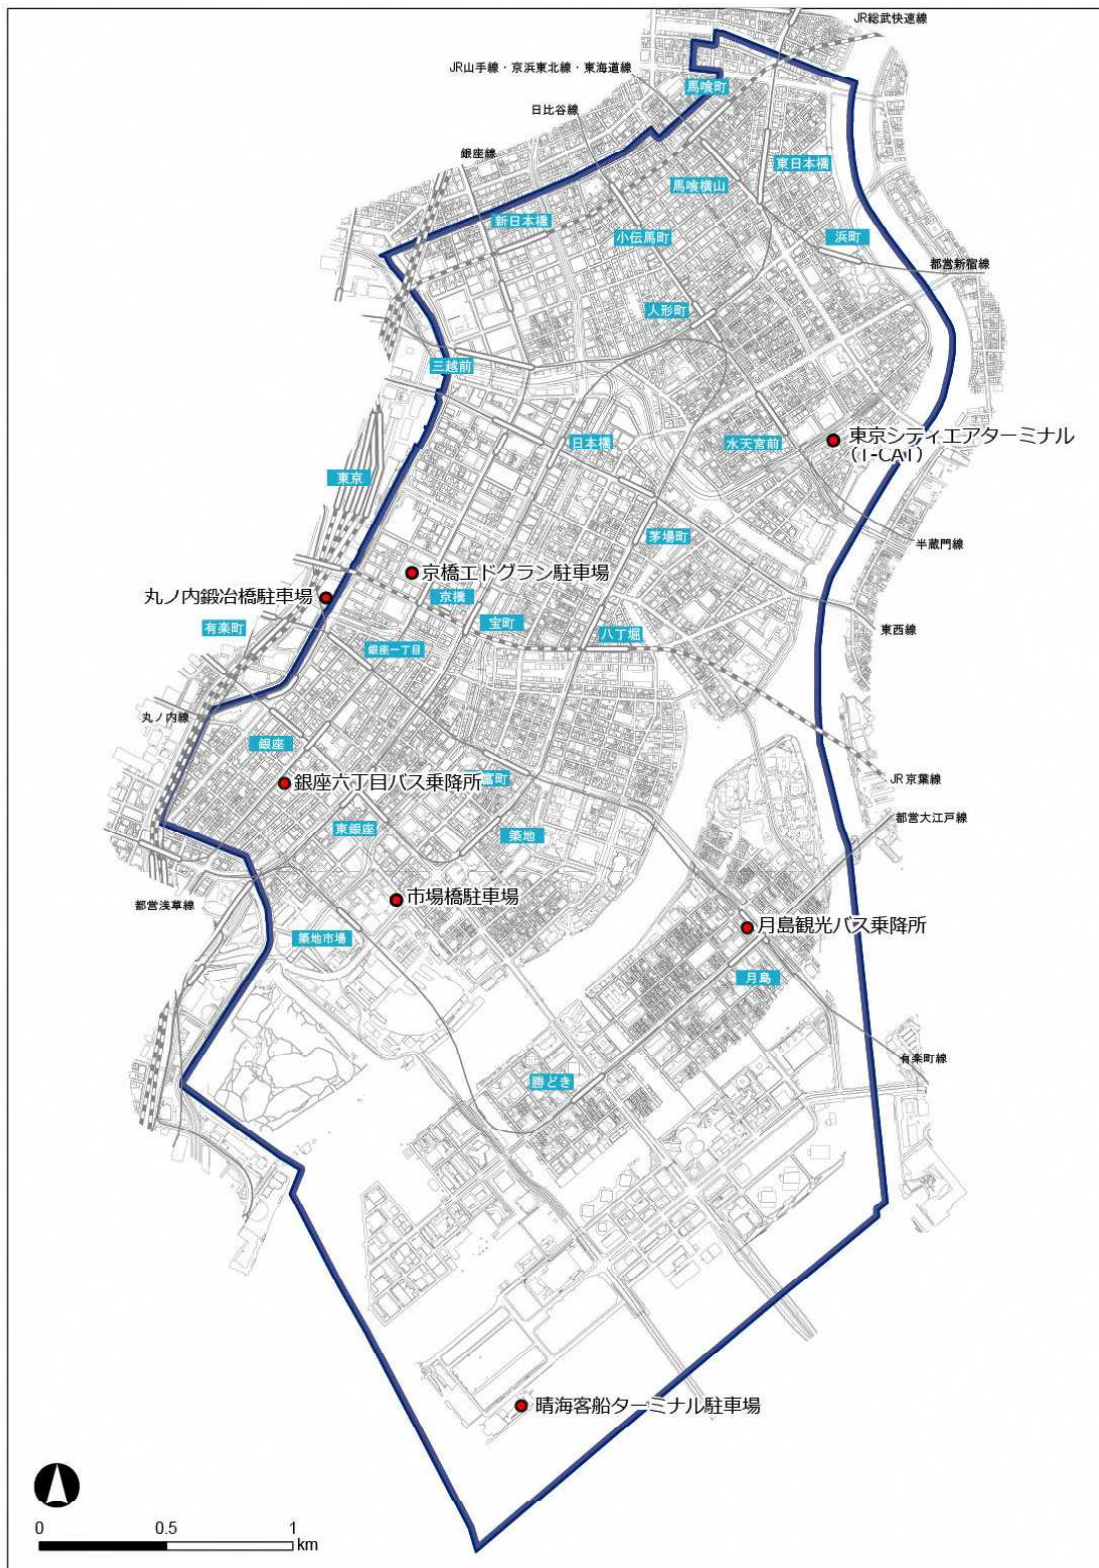 JR総武快速線
JR山手線・京浜東北線・東海道線
馬喰町
日比谷線
銀座線
東日本橋
馬喰横山
新日本橋
小伝馬町
浜町
都営新宿線
人形町
三越前
日本橋
水天宮前
東京シティエアターミナル
(T-CAT)
東京
茅場町
半蔵門線
京橋エドグラン駐車場
丸ノ内鍛冶橋駐車場
京橋
有楽町
宝町
八丁堀
東西線
銀座一丁目
丸ノ内線
銀座
銀座六丁目バス乗降所
富町
JR京葉線
都営大江戸線
東銀座
築地
市場橋駐車場
都営浅草線
月島観光バス乗降所
築地市場
月島
有楽町線
勝どき
晴海客船ターミナル駐車場
0 0.5 1
km